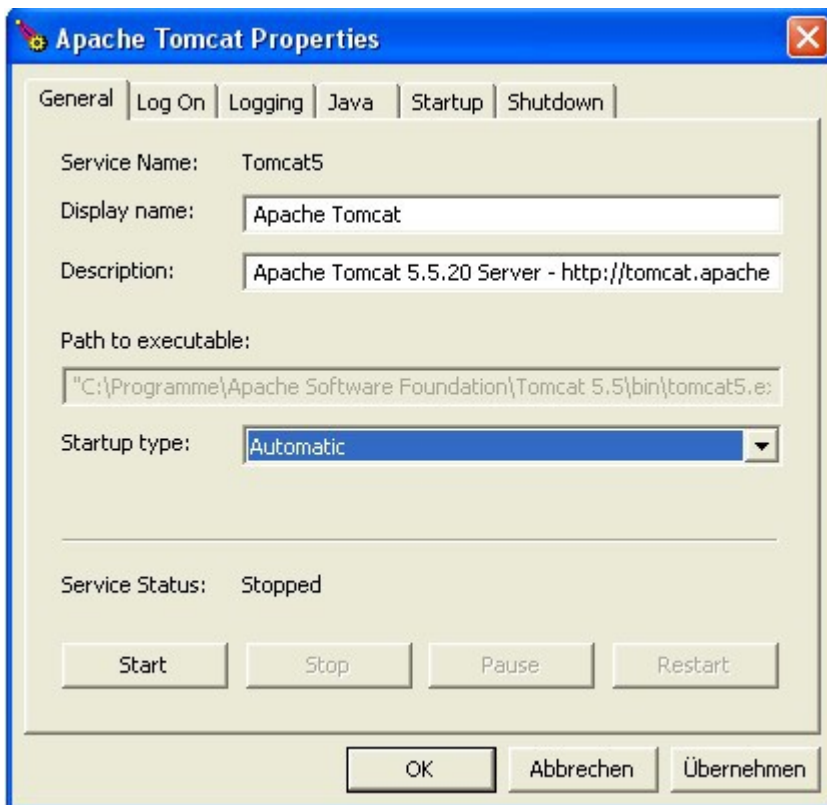 Apache Tomcat Properties
General Log On Logging Java Startup Shutdown
Service Name: Tomcat5
Display name: Apache Tomcat
Description: Apache Tomcat 5.5.20 Server - http://tomcat.apache
Path to executable:
"C:\Programme\Apache Software Foundation\Tomcat 5.5\bin\tomcat5.ex
Startup type: Automatic
Service Status: Stopped
Start Stop Pause Restart
OK Abbrechen Übernehmen